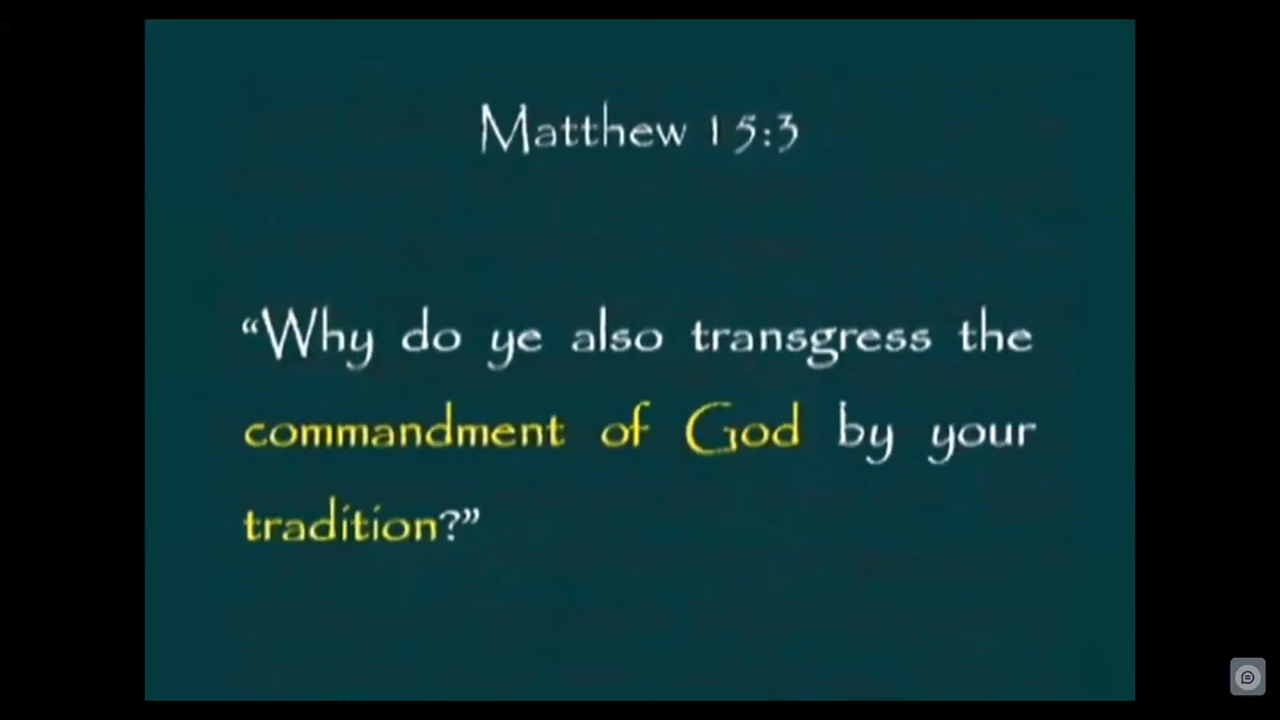 Matthew 15:3
“Why do ye also transgress the
commandment of God by your
tradition?”